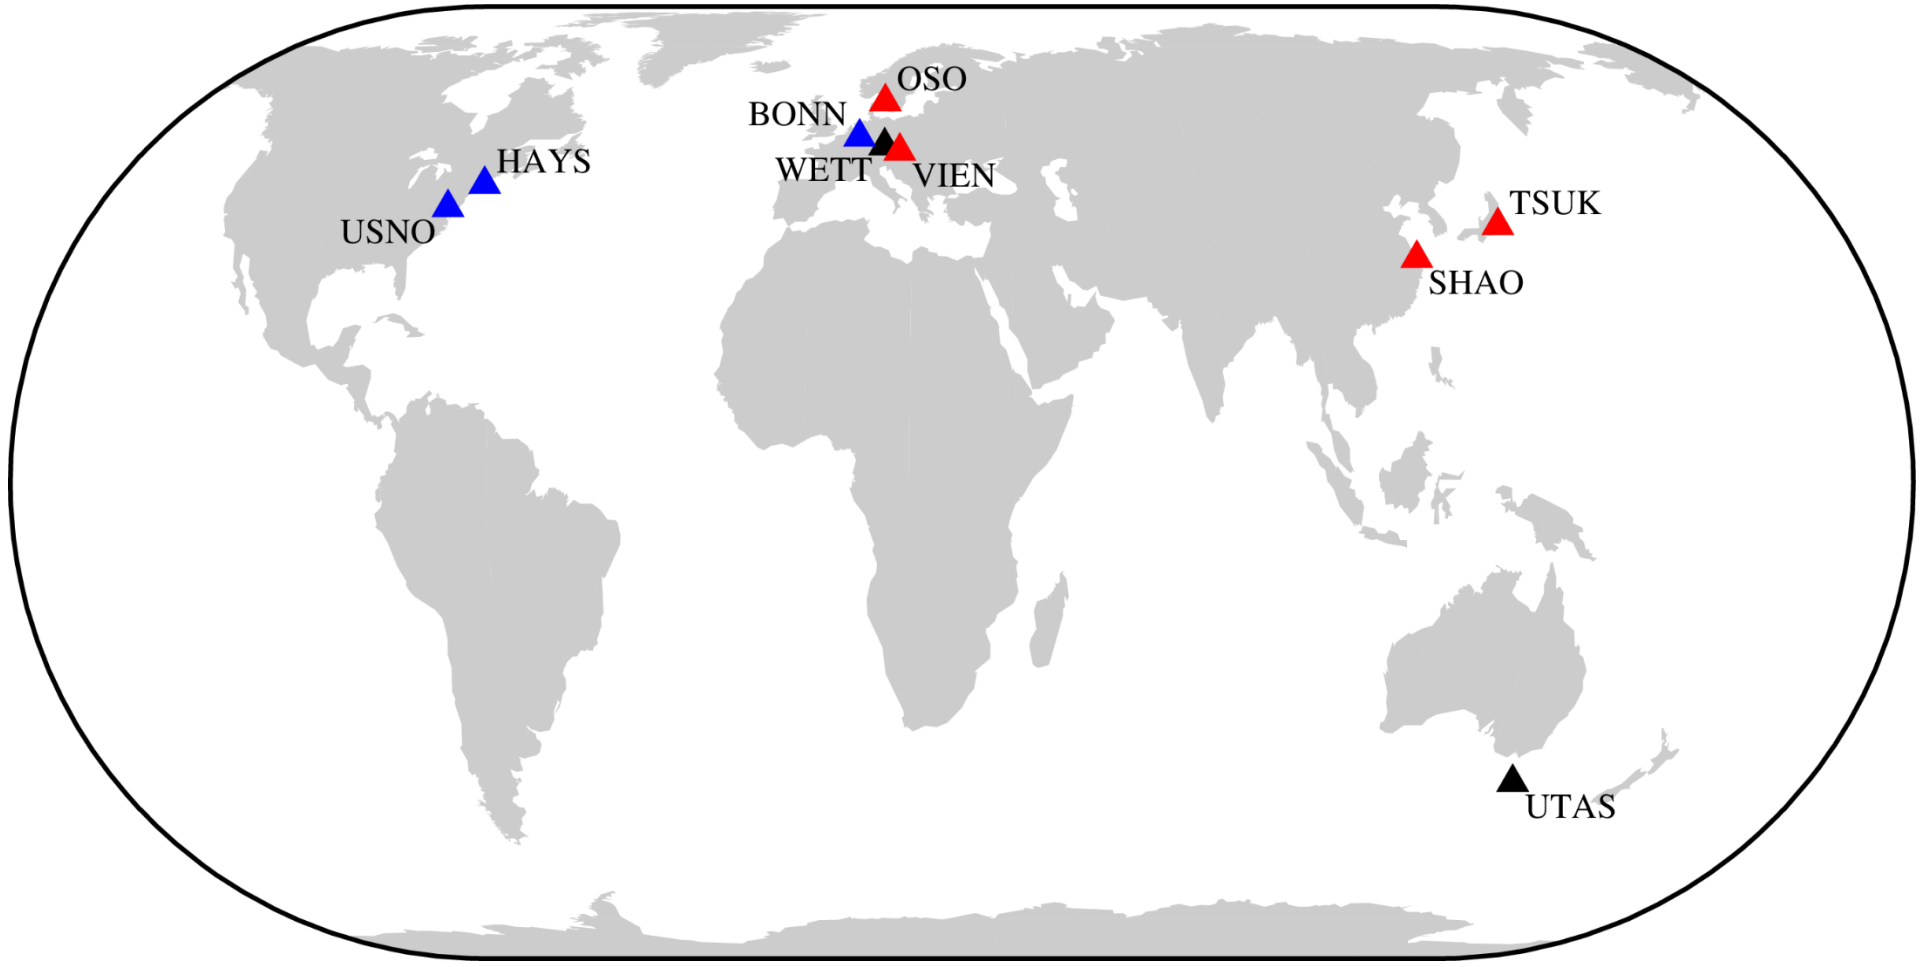 OSO
BONN
HAYS
WETT
VIEN
TSUK
USNO
SHAO
UTAS